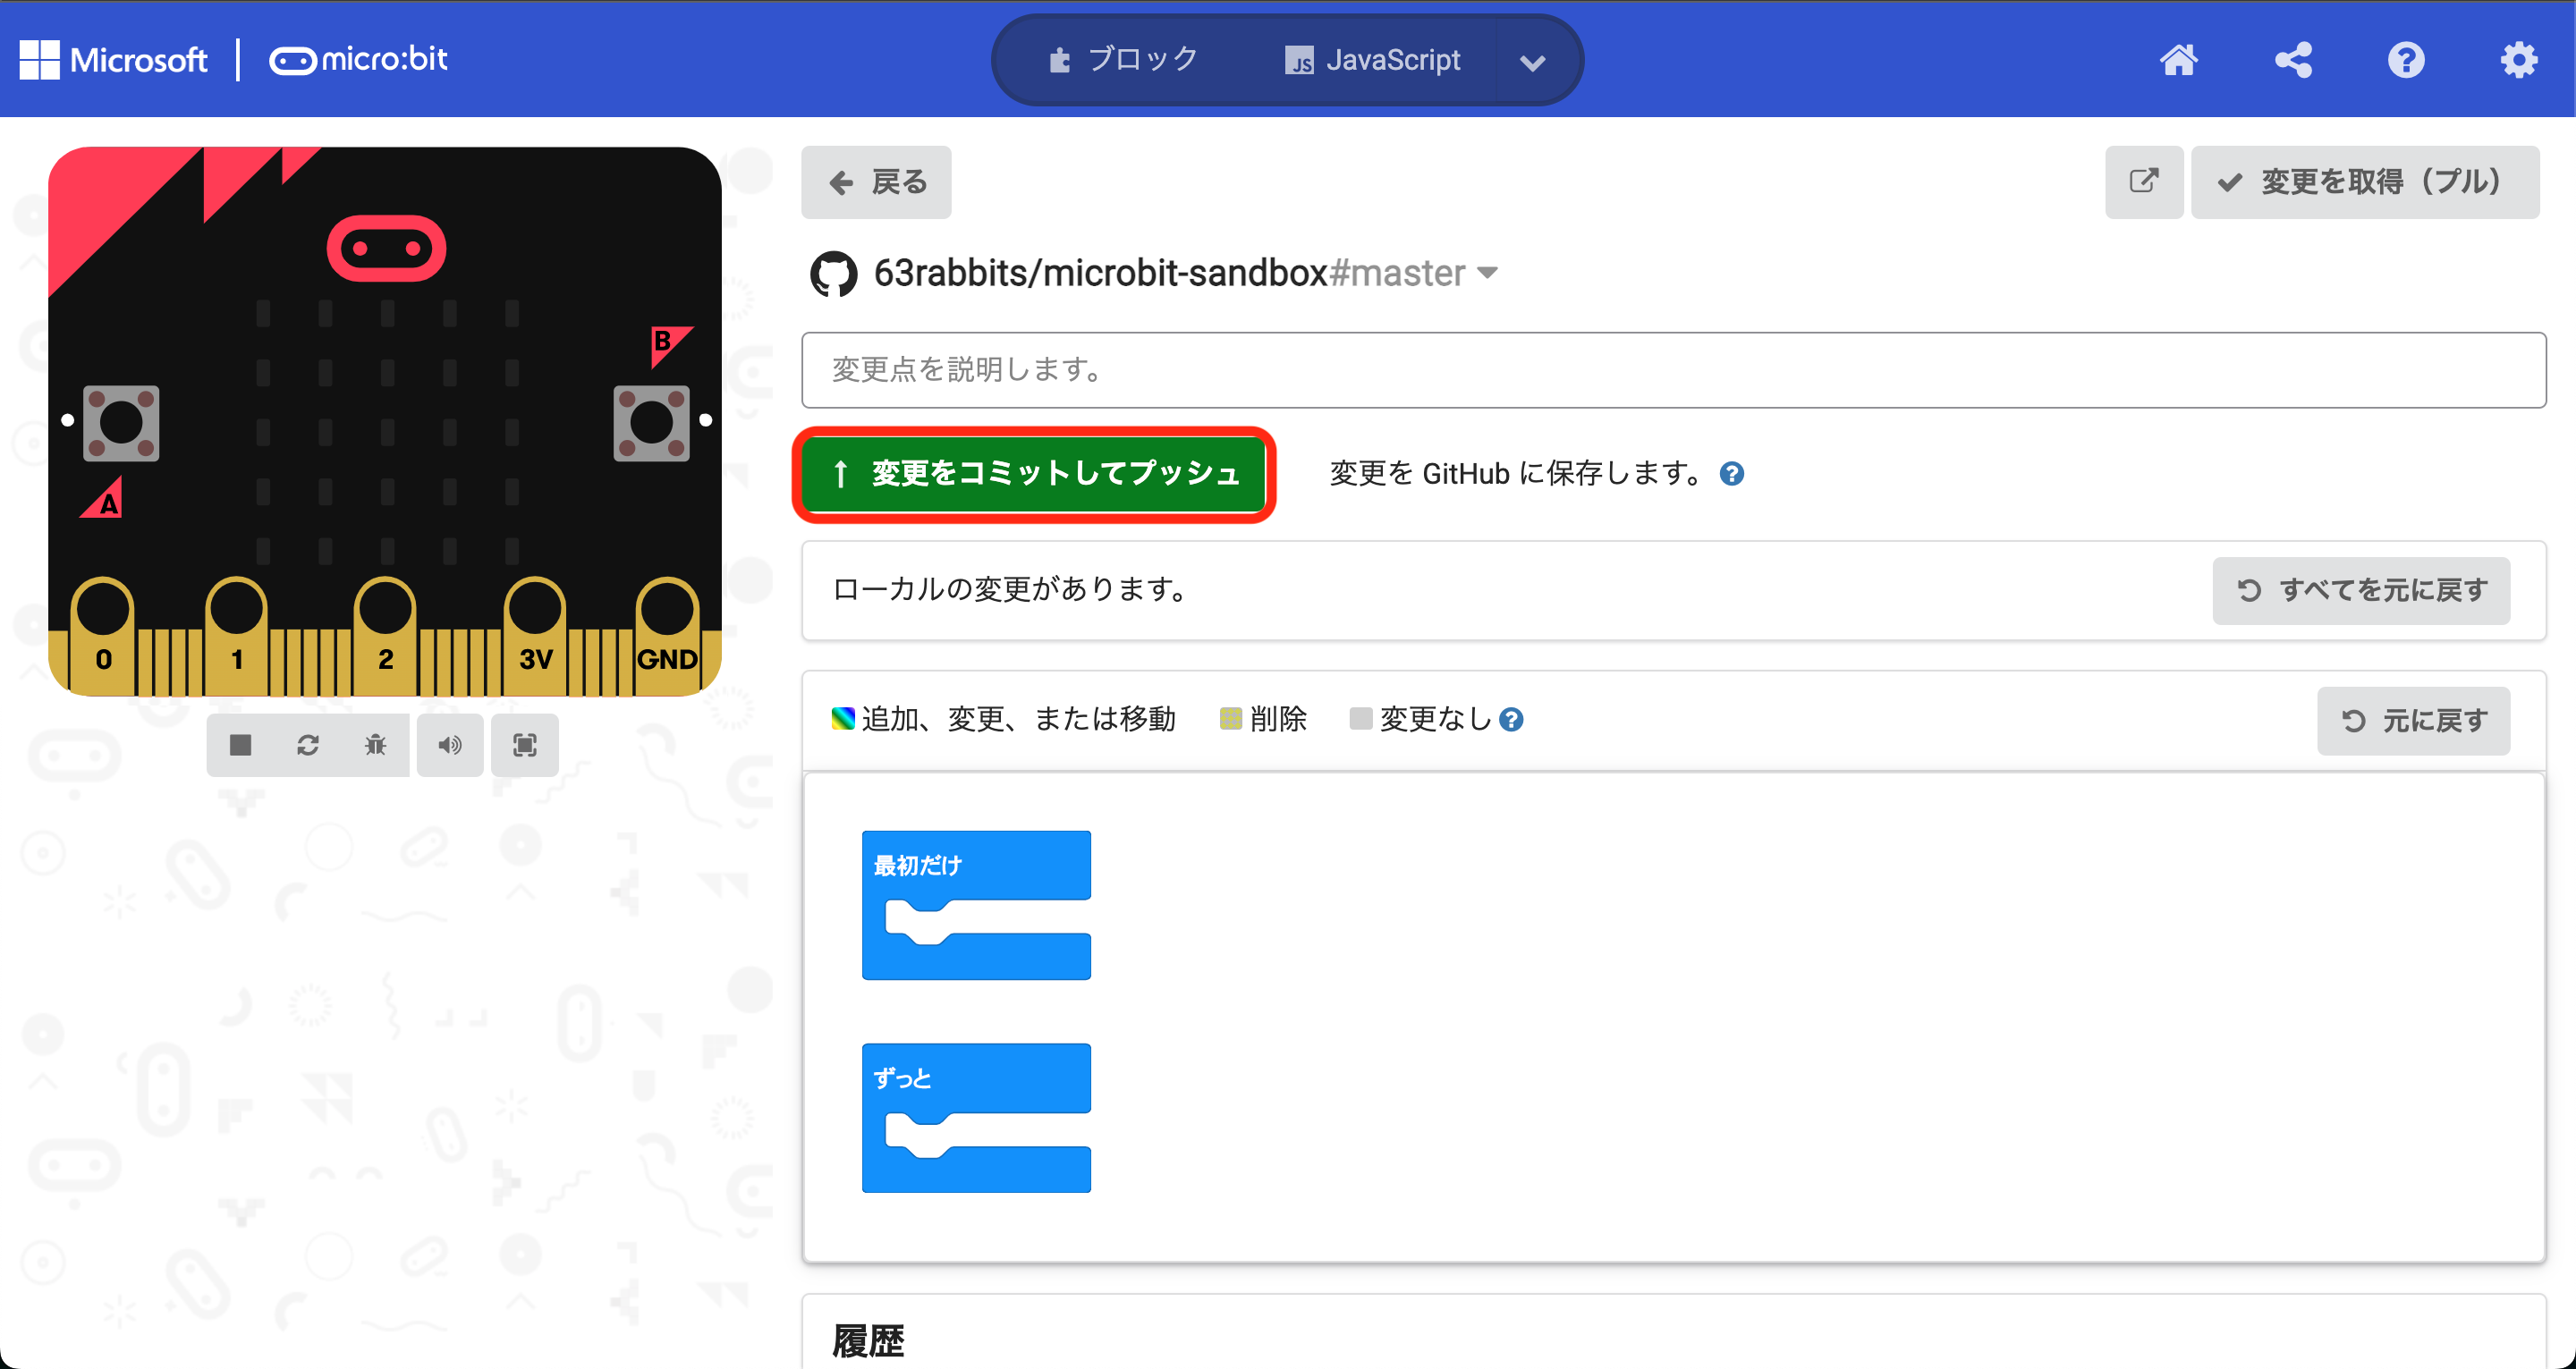 Microsoft micro:bit ブロック JS JavaScript
戻る 変更を取得（プル）
63rabbits/microbit-sandbox#master
変更点を説明します。
変更をコミットしてプッシュ 変更を GitHub に保存します。
ローカルの変更があります。 すべてを元に戻す
追加、変更、または移動 削除 変更なし 元に戻す
B
A
0 1 2 3V GND
最初だけ
ずっと
履歴